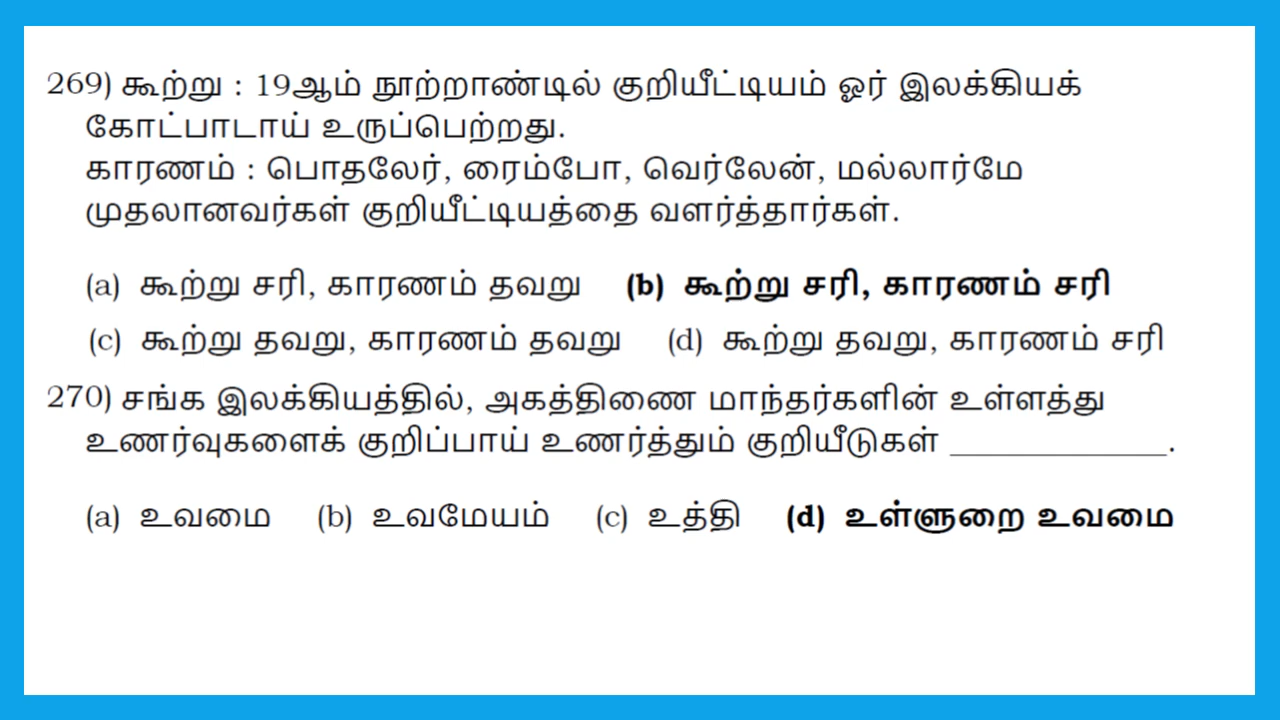 269) கூற்று : 19ஆம் நூற்றாண்டில் குறியீட்டியம் ஓர் இலக்கியக்
கோட்பாடாய் உருப்பெற்றது.
காரணம் : பொதலேர், ரைம்போ, வெர்லேன், மல்லார்மே
முதலானவர்கள் குறியீட்டியத்தை வளர்த்தார்கள்.
(a) கூற்று சரி, காரணம் தவறு (b) கூற்று சரி, காரணம் சரி
(c) கூற்று தவறு, காரணம் தவறு (d) கூற்று தவறு, காரணம் சரி
270) சங்க இலக்கியத்தில், அகத்திணை மாந்தர்களின் உள்ளத்து
உணர்வுகளைக் குறிப்பாய் உணர்த்தும் குறியீடுகள் _____________.
(a) உவமை (b) உவமேயம் (c) உத்தி (d) உள்ளுறை உவமை